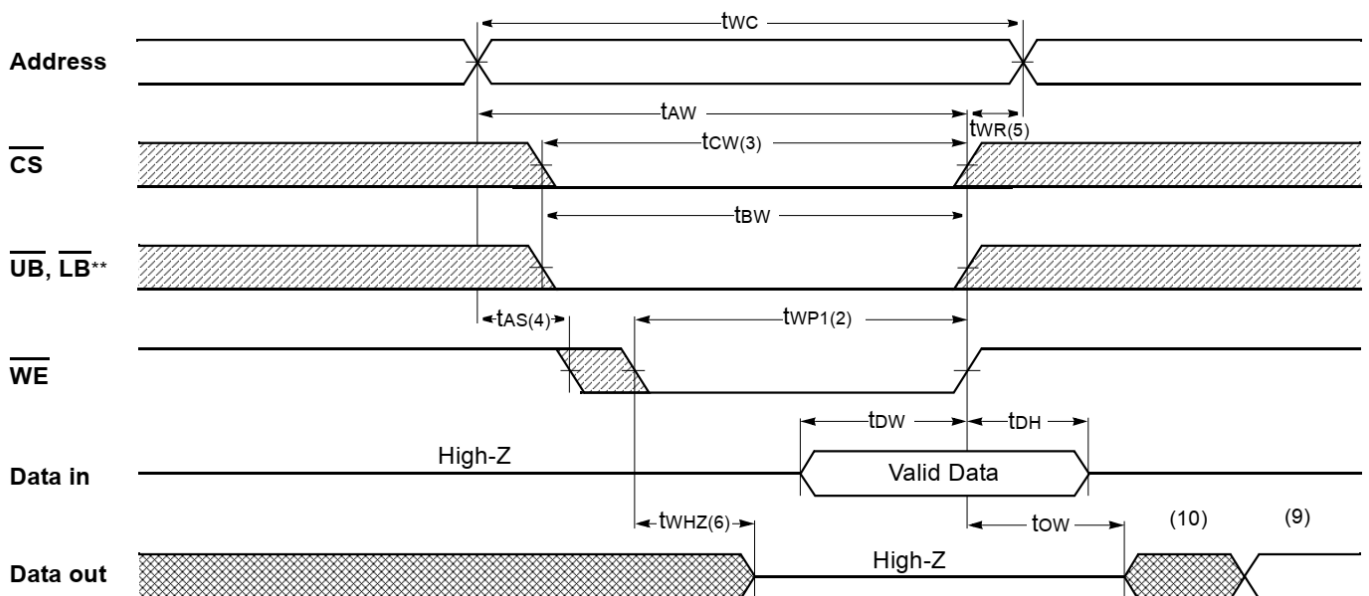 tWC
Address
tAW
tWR(5)
CS
tCW(3)
tBW
UB, LB**
tAS(4)
tWP1(2)
WE
tDW
tDH
High-Z
Data in
Valid Data
tWHZ(6)
tOW
(10)
(9)
High-Z
Data out